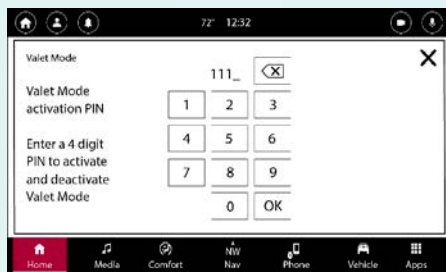 72° 12:32
Valet Mode
111_
Valet Mode
activation PIN
Enter a 4 digit
PIN to activate
and deactivate
Valet Mode
1 2 3
4 5 6
7 8 9
0 OK
NW
Home Media Comfort Nav Phone Vehicle Apps